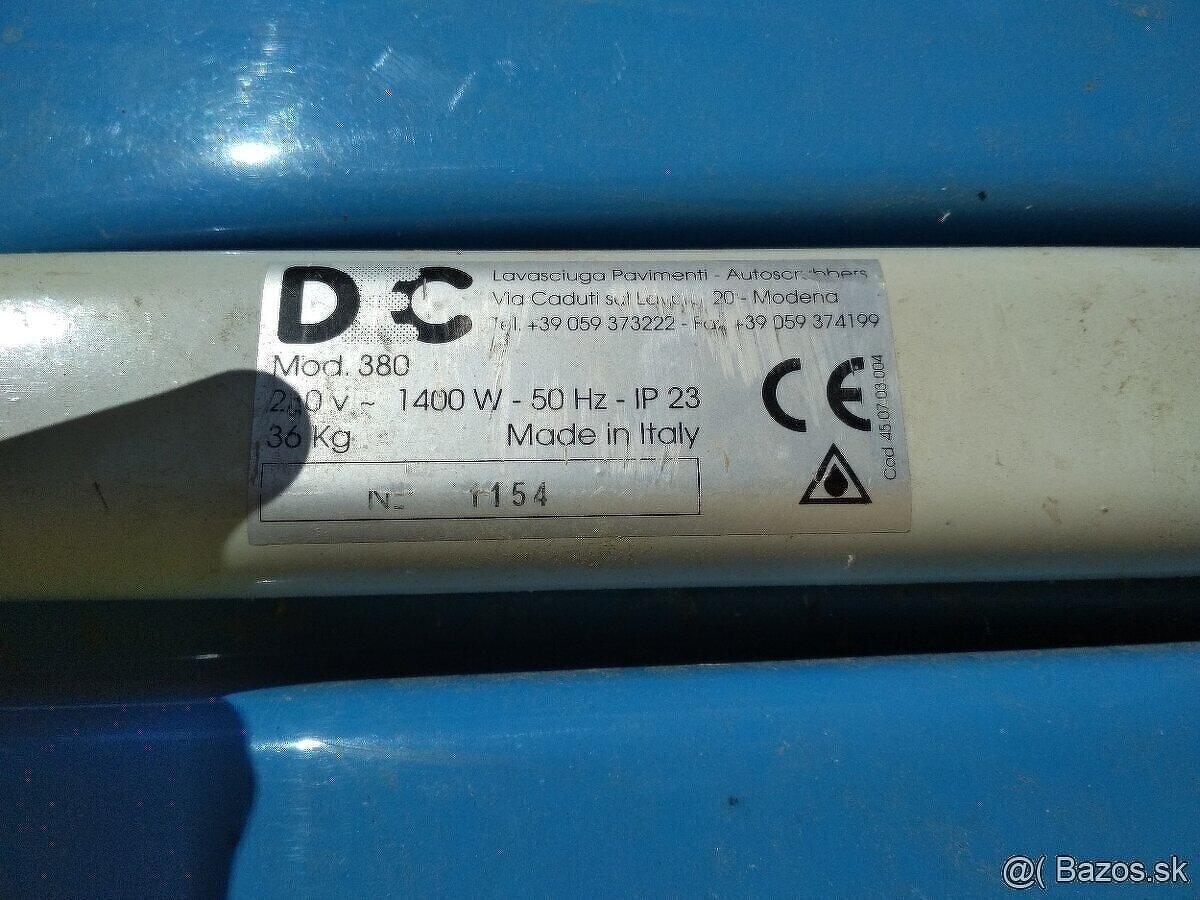 DC
Lavasciuga Pavimenti - Autoscrubbers
Via Caduti sul Lavoro, 20 - Modena
Tel. +39 059 373222 - Fax +39 059 374199
Mod. 380
~ 1400 W - 50 Hz - IP 23
36 Kg Made in Italy
CE
Cod. 45.07.03.004
1154
@( Bazos.sk